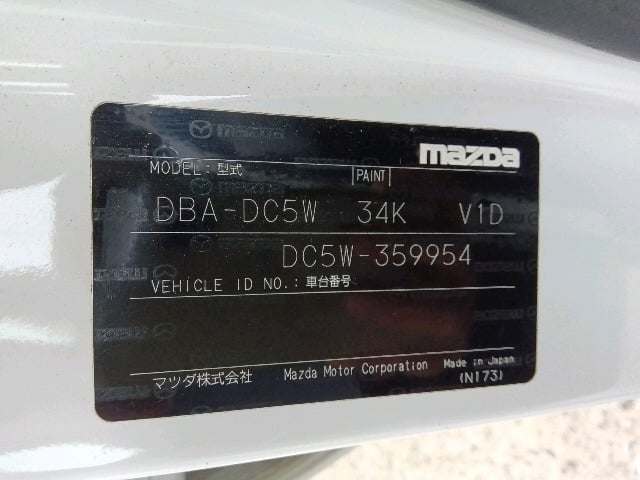 mazda
MODEL:型式 PAINT
DBA-DC5W 34K V1D
DC5W-359954
VEHICLE ID NO.:車台番号
マツダ株式会社 Mazda Motor Corporation Made in Japan
(N173)